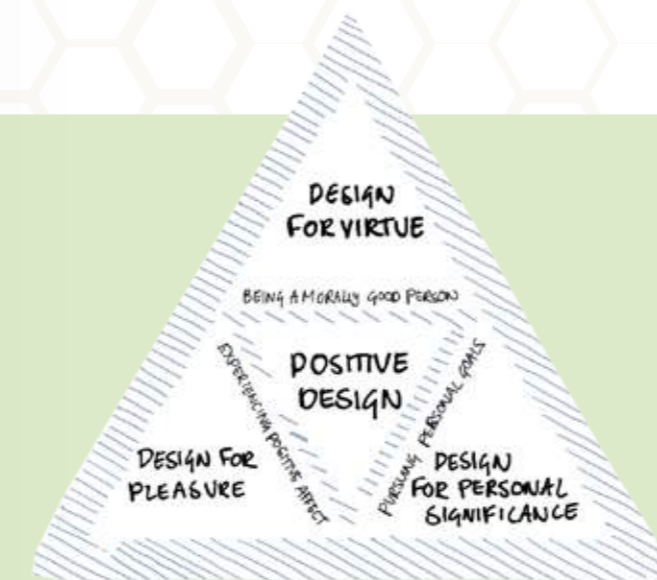 DESIGN
FOR VIRTUE
BEING A MORALLY GOOD PERSON
POSITIVE
DESIGN
EXPERIENCING POSITIVE AFFECT
PURSUING PERSONAL GOALS
DESIGN FOR
PLEASURE
DESIGN
FOR PERSONAL
SIGNIFICANCE